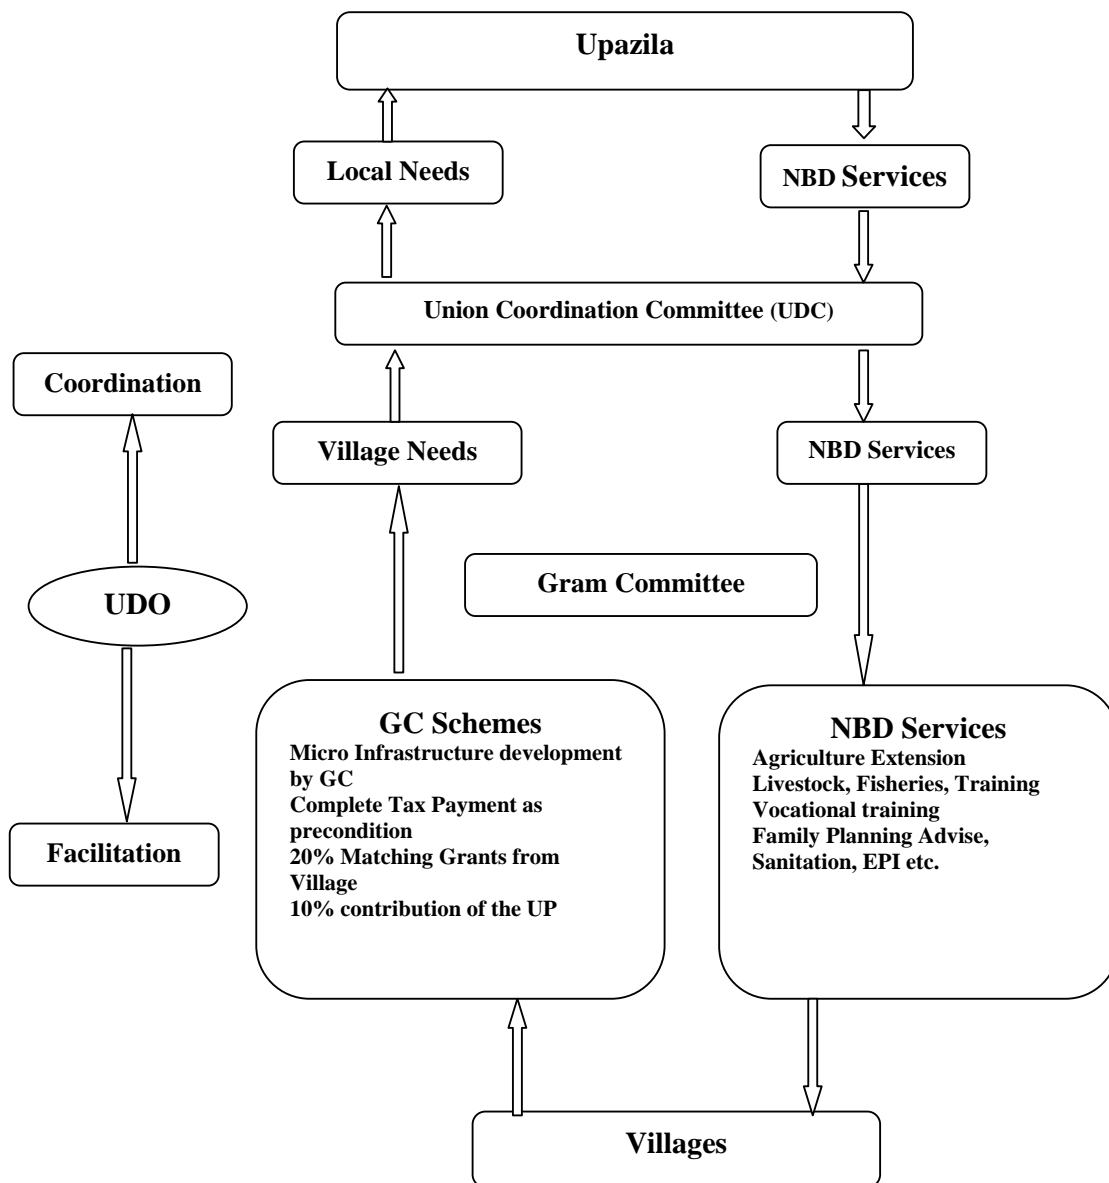 Upazila
Local Needs
NBD Services
Union Coordination Committee (UDC)
Coordination
Village Needs
NBD Services
Gram Committee
UDO
GC Schemes
Micro Infrastructure development
by GC
Complete Tax Payment as
precondition
20% Matching Grants from
Village
10% contribution of the UP
NBD Services
Agriculture Extension
Livestock, Fisheries, Training
Vocational training
Family Planning Advise,
Sanitation, EPI etc.
Facilitation
Villages